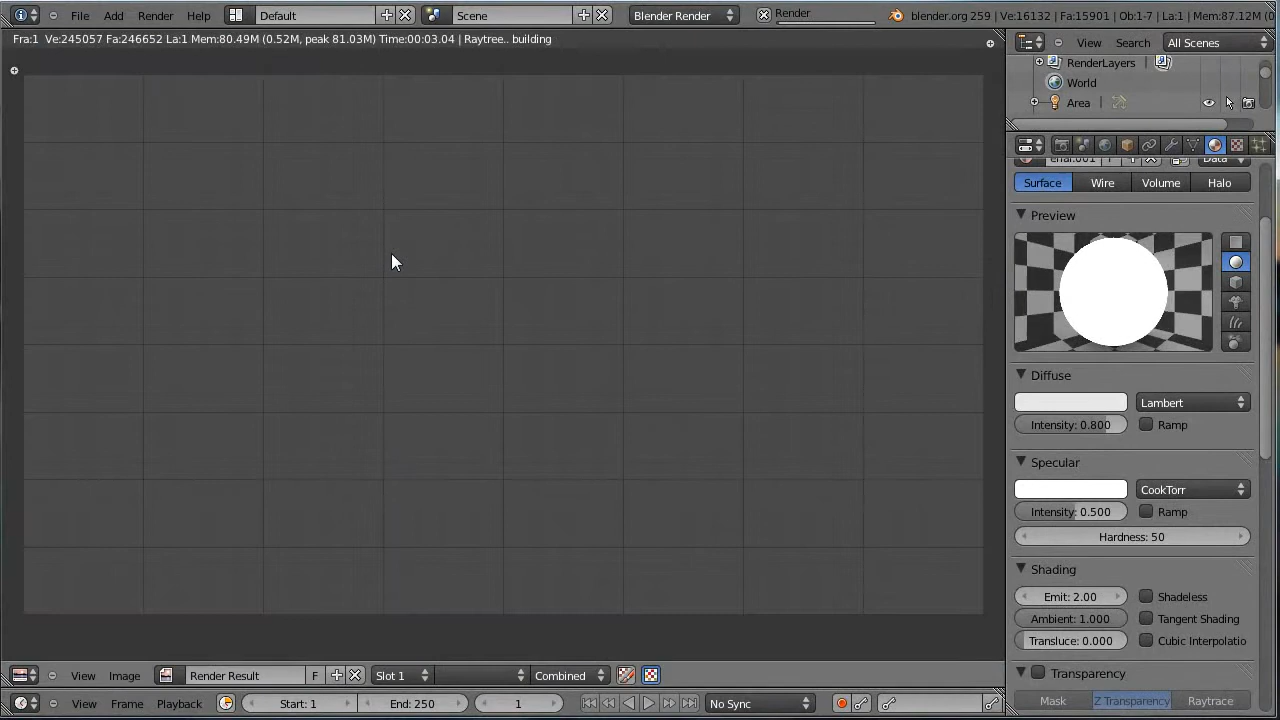 File Add Render Help Default Scene Blender Render Render blender.org 259 | Ve:16132 | Fa:15901 | Ob:1-7 | La:1 | Mem:87.12M (0
Fra:1 Ve:245057 Fa:246652 La:1 Mem:80.49M (0.52M, peak 81.03M) Time:00:03.04 | Raytree.. building
View Search All Scenes
RenderLayers |
World
Area |
erial.001 F Data
Surface Wire Volume Halo
Preview
Diffuse
Lambert
Intensity: 0.800 Ramp
Specular
CookTorr
Intensity: 0.500 Ramp
Hardness: 50
Shading
Emit: 2.00 Shadeless
Ambient: 1.000 Tangent Shading
Transluce: 0.000 Cubic Interpolatio
Transparency
Mask Z Transparency Raytrace
View Image Render Result F Slot 1 Combined
View Frame Playback Start: 1 End: 250 1 No Sync